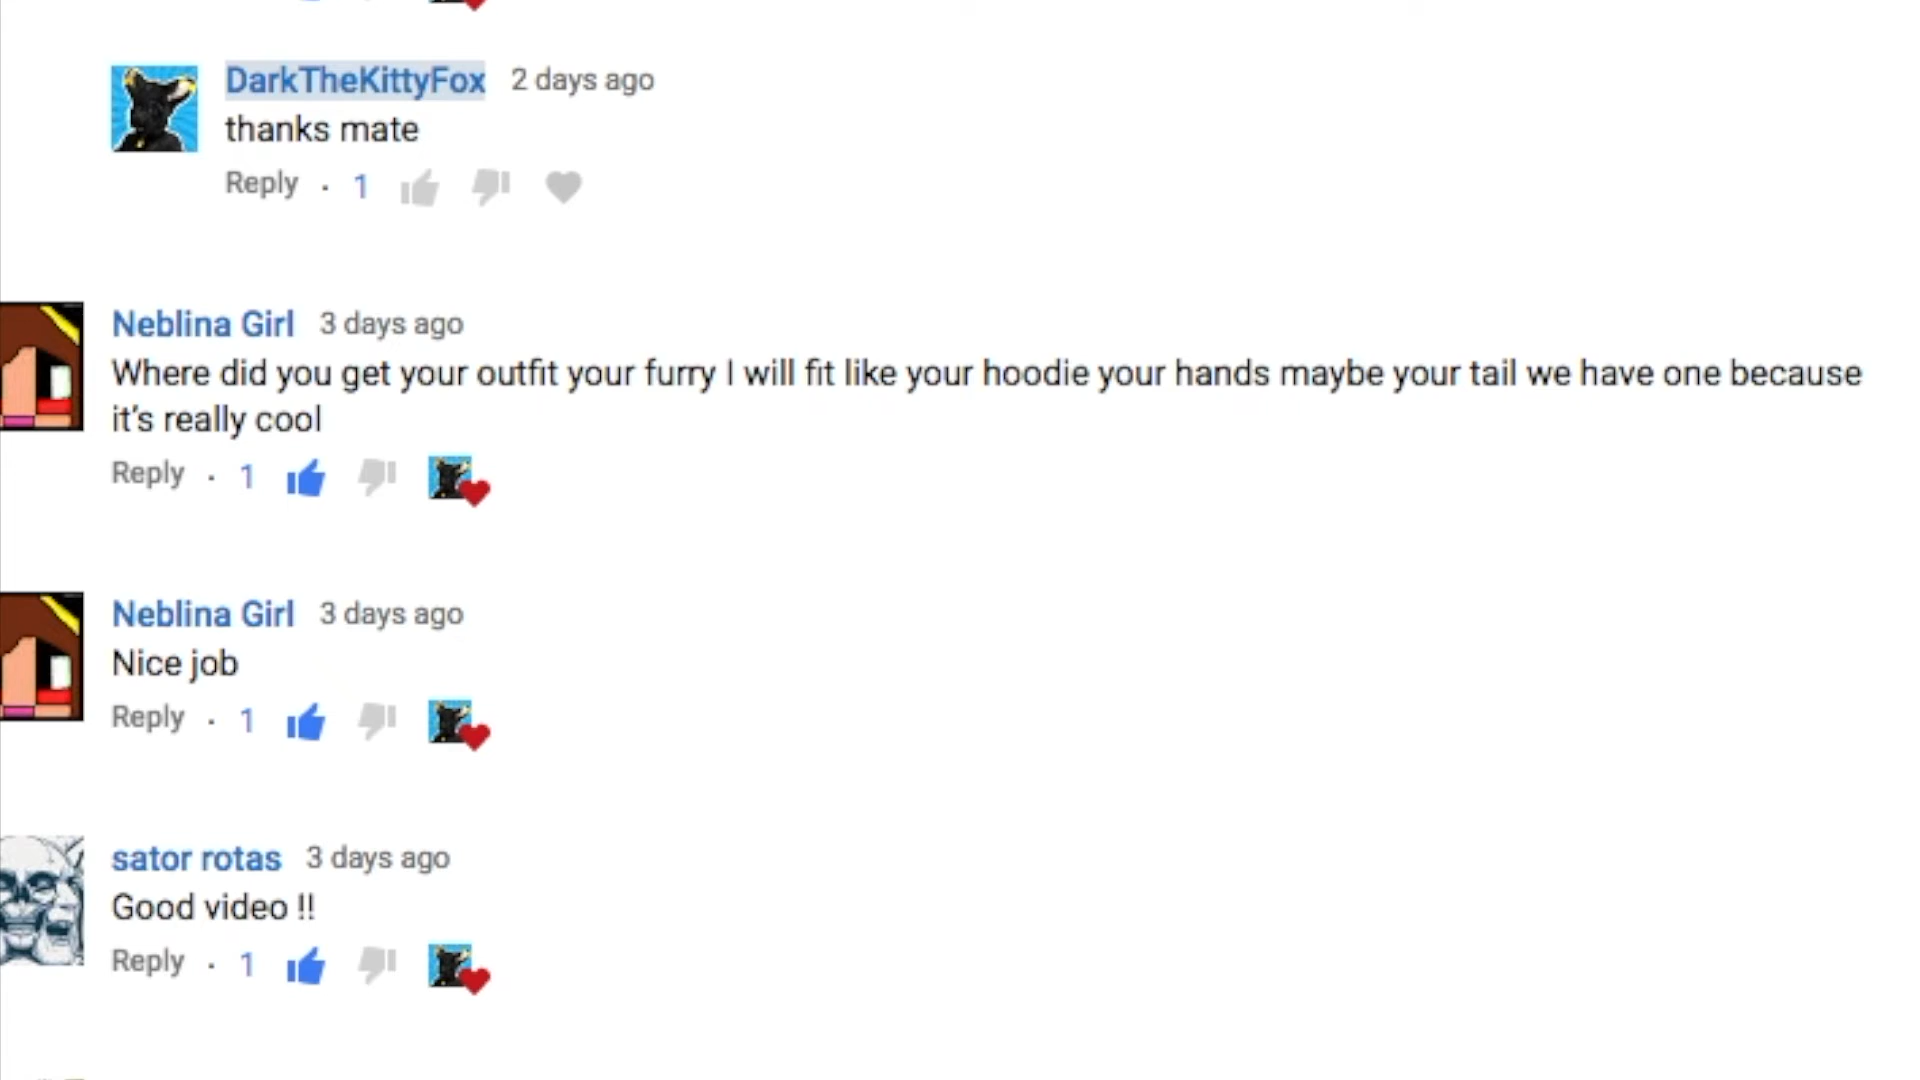 DarkTheKittyFox 2 days ago
thanks mate
Reply · 1
Neblina Girl 3 days ago
Where did you get your outfit your furry I will fit like your hoodie your hands maybe your tail we have one because
it's really cool
Reply · 1
Neblina Girl 3 days ago
Nice job
Reply · 1
sator rotas 3 days ago
Good video !!
Reply · 1